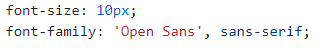 font-size: 10px;
font-family: 'Open Sans', sans-serif;